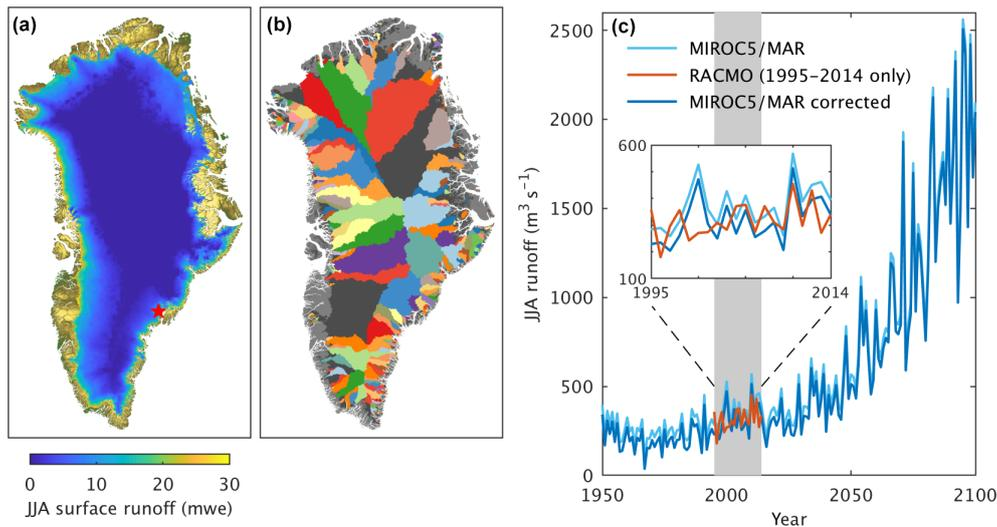 (a)
(b)
(c)
MIROC5/MAR
RACMO (1995–2014 only)
MIROC5/MAR corrected
2500
2000
1500
1000
500
0
600
100
1995
2014
JJA runoff (m³ s⁻¹)
1950
2000
2050
2100
Year
0
10
20
30
JJA surface runoff (mwe)